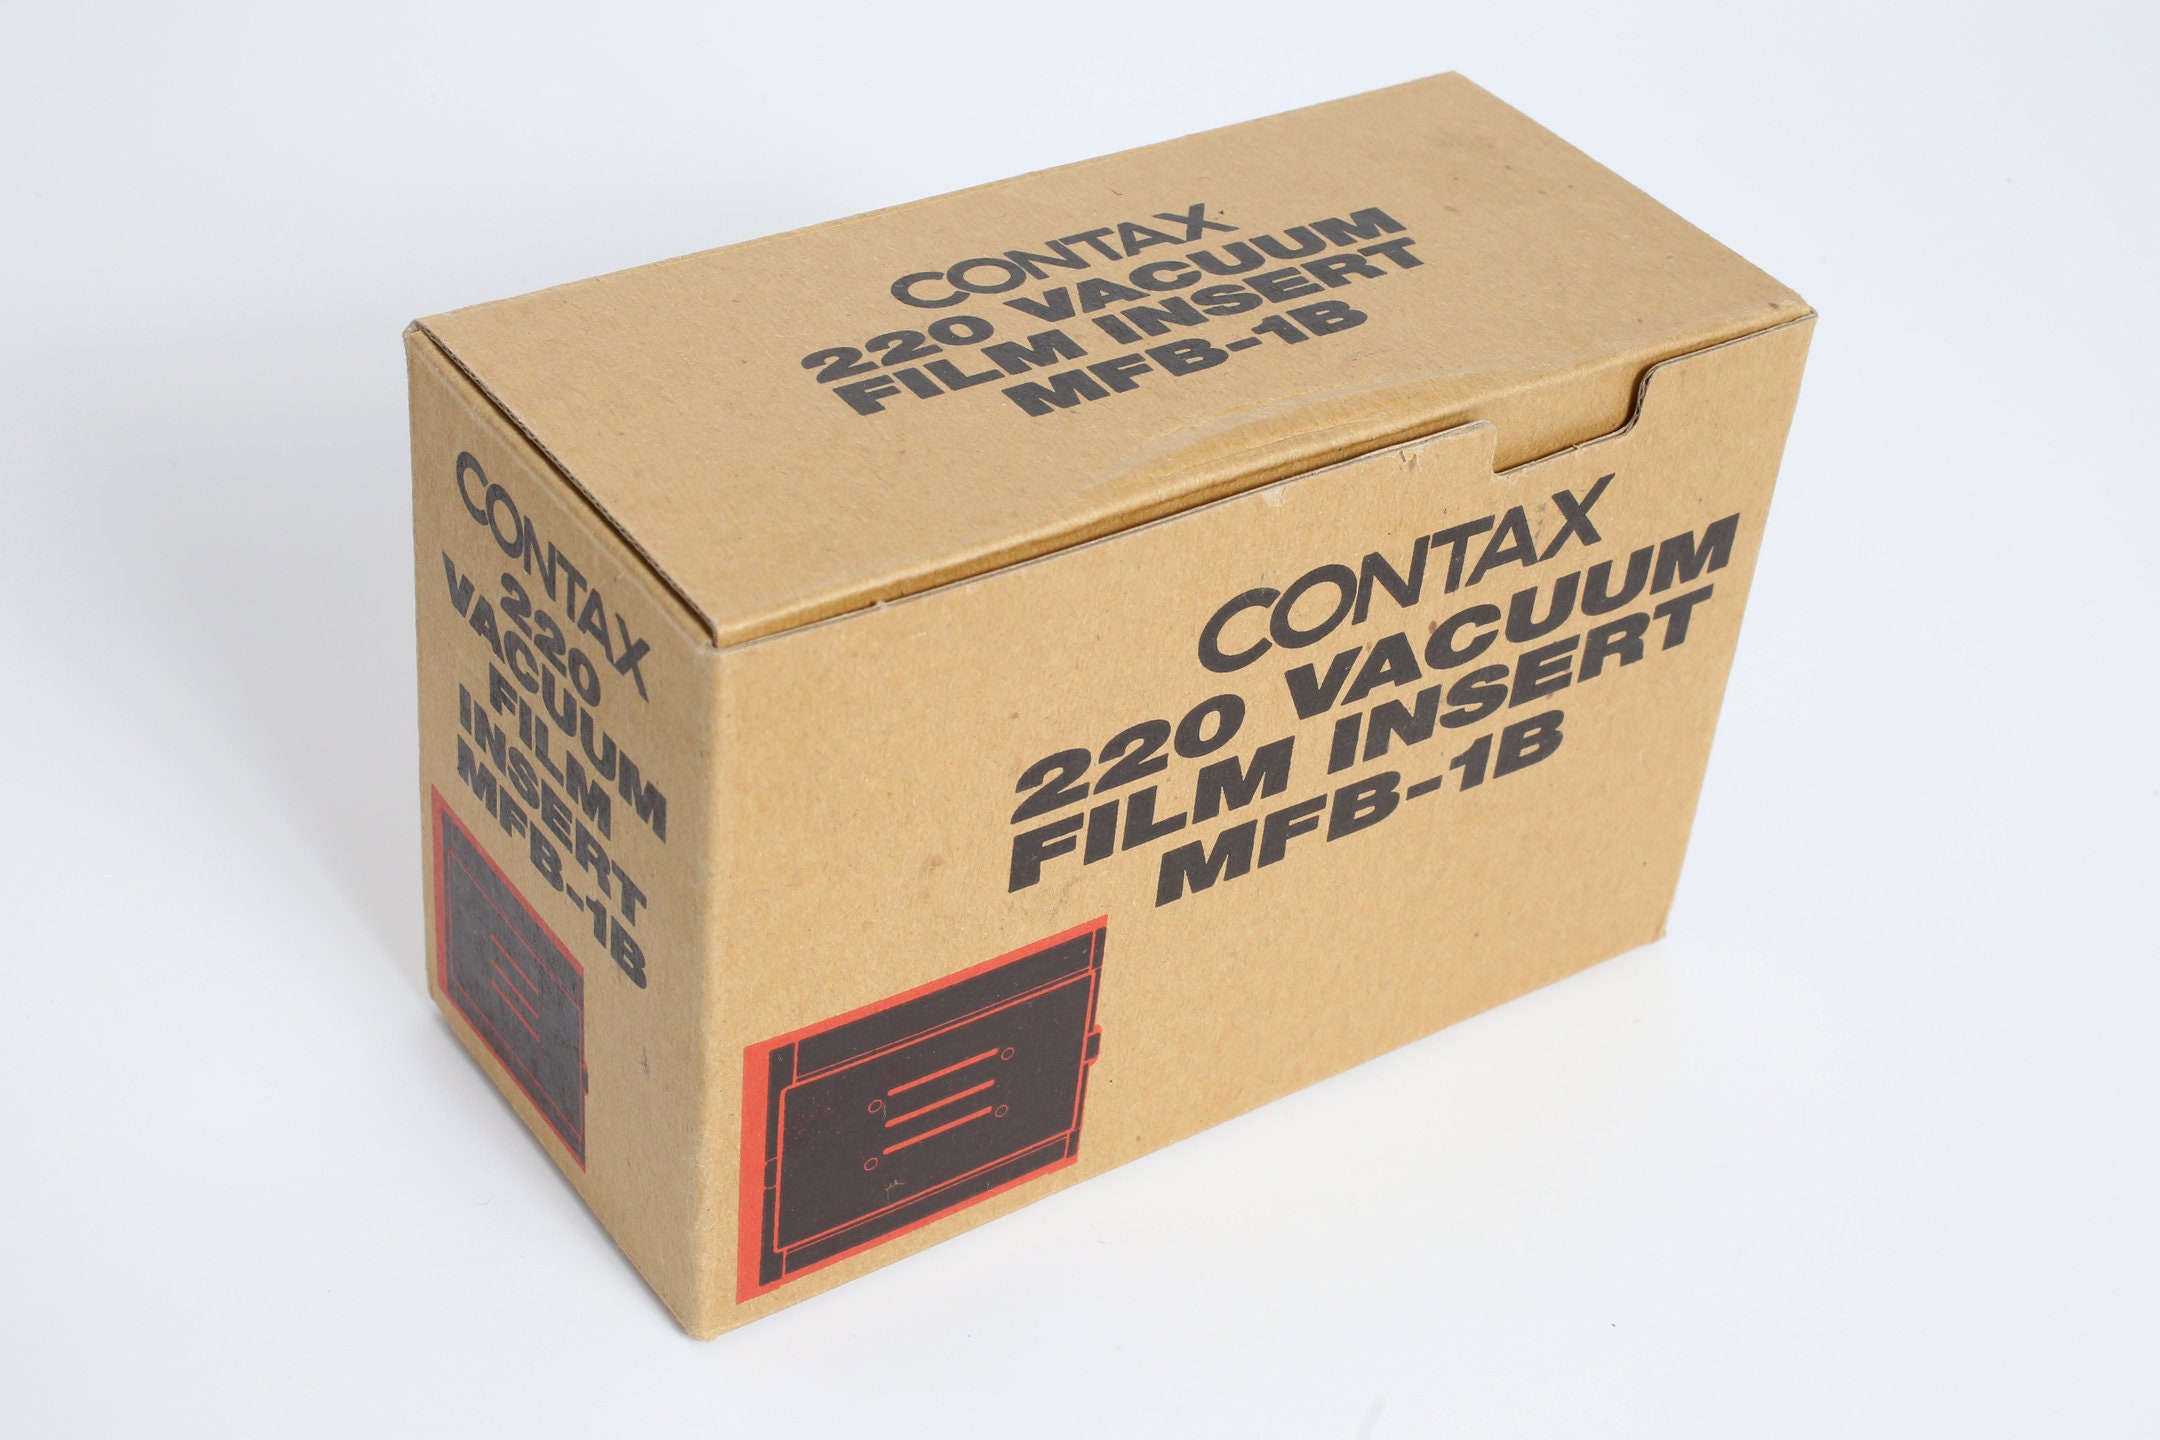 CONTAX
220 VACUUM
FILM INSERT
MFB-1B
CONTAX
220
VACUUM
FILM
INSERT
MFB-1B
CONTAX
220 VACUUM
FILM INSERT
MFB-1B